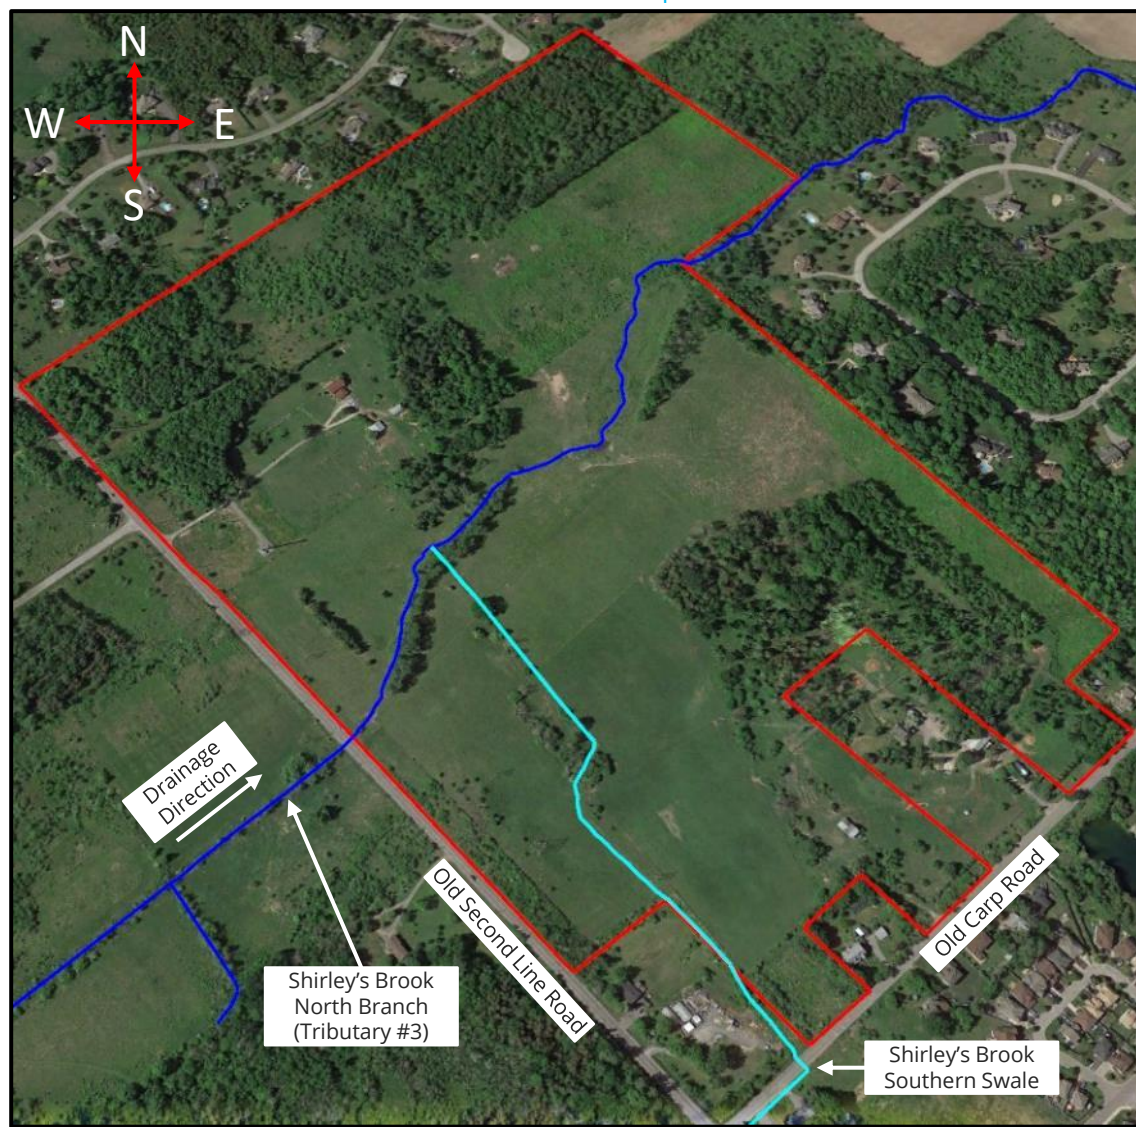 N
W
E
S
Drainage
Direction
Old Second Line Road
Old Carp Road
Shirley's Brook
North Branch
(Tributary #3)
Shirley's Brook
Southern Swale